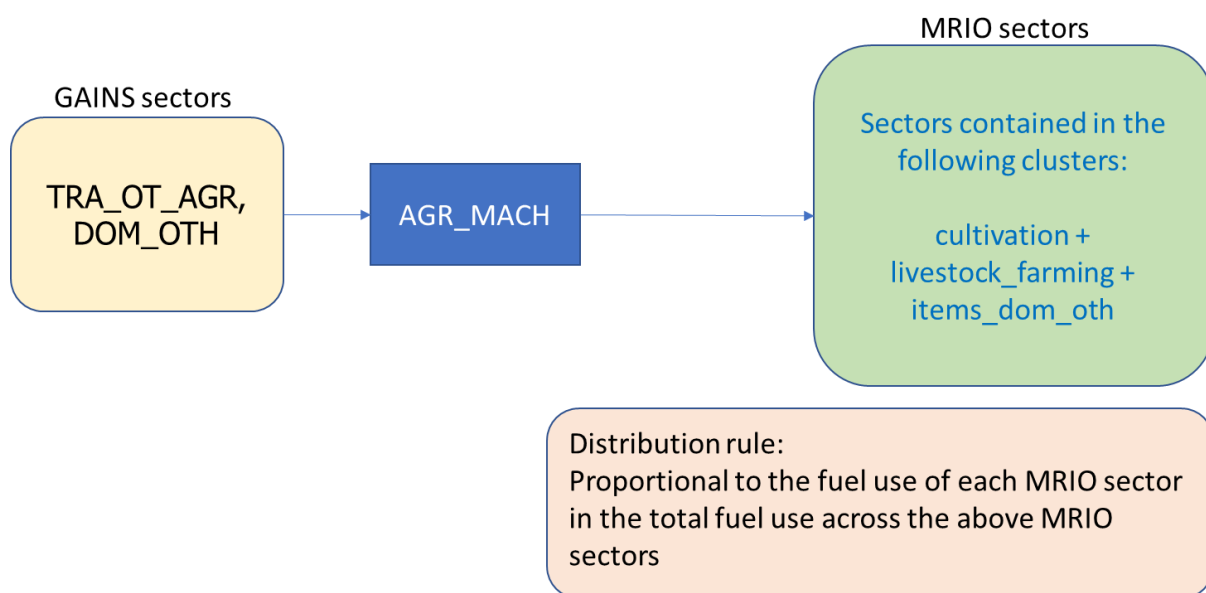 MRIO sectors
GAINS sectors
TRA_OT_AGR,
DOM_OTH
AGR_MACH
Sectors contained in the
following clusters:
cultivation +
livestock_farming +
items_dom_oth
Distribution rule:
Proportional to the fuel use of each MRIO sector
in the total fuel use across the above MRIO
sectors